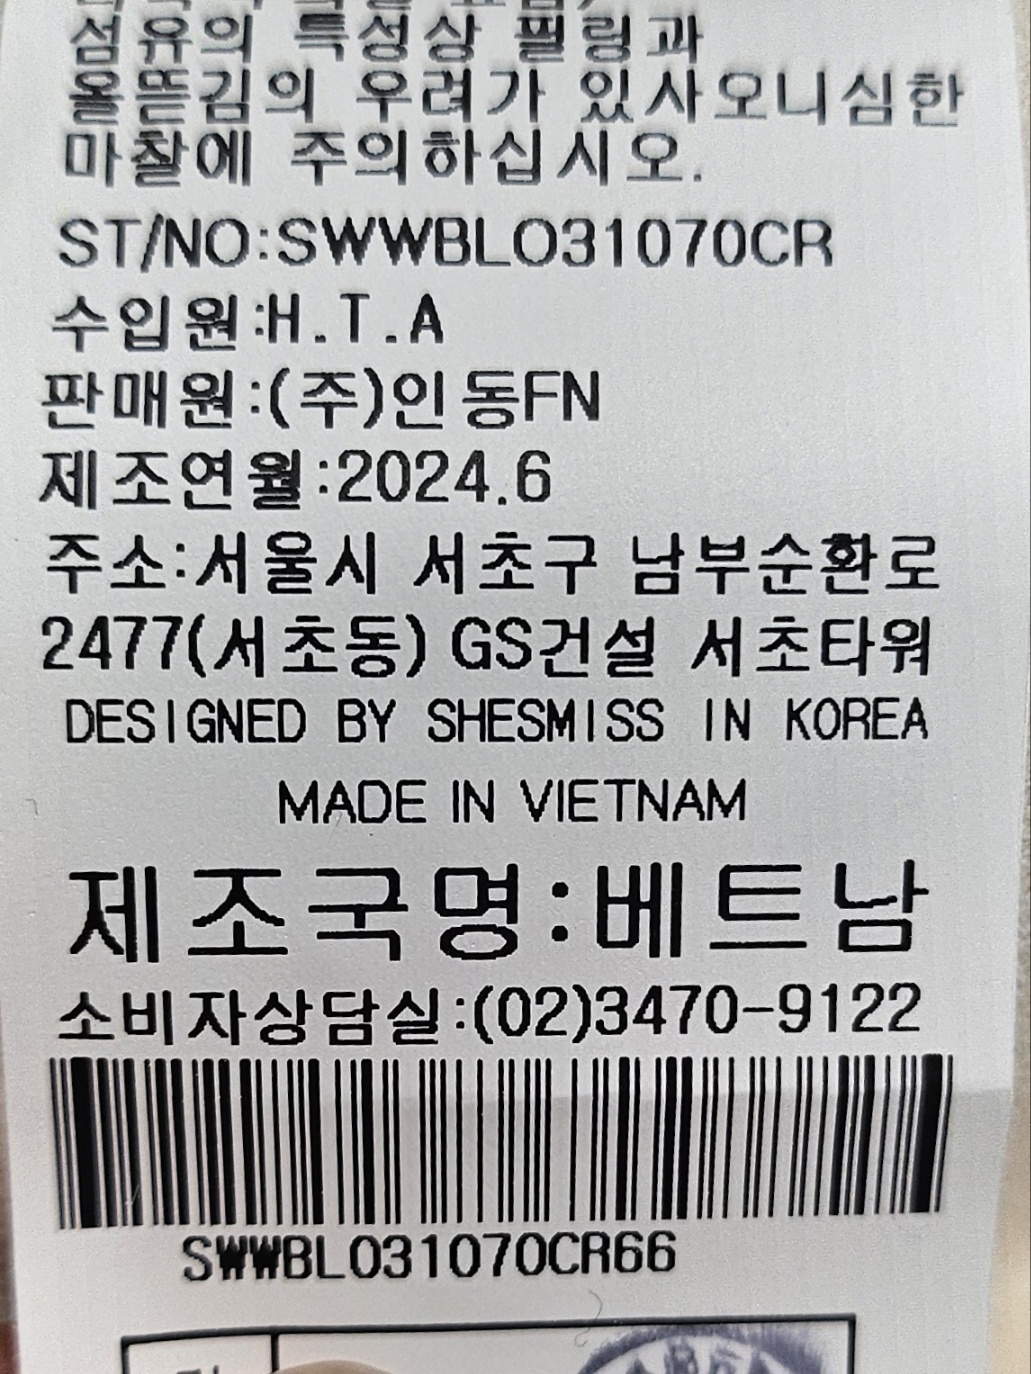 섬유의 특성상 필링과
올뜯김의 우려가 있사오니심한
마찰에 주의하십시오.
ST/NO:SWWBLO31070CR
수입원:H.T.A
판매원:(주)인동FN
제조연월:2024.6
주소:서울시 서초구 남부순환로
2477(서초동) GS건설 서초타워
DESIGNED BY SHESMISS IN KOREA
MADE IN VIETNAM
제조국명:베트남
소비자상담실:(02)3470-9122
SWWBLO31070CR66